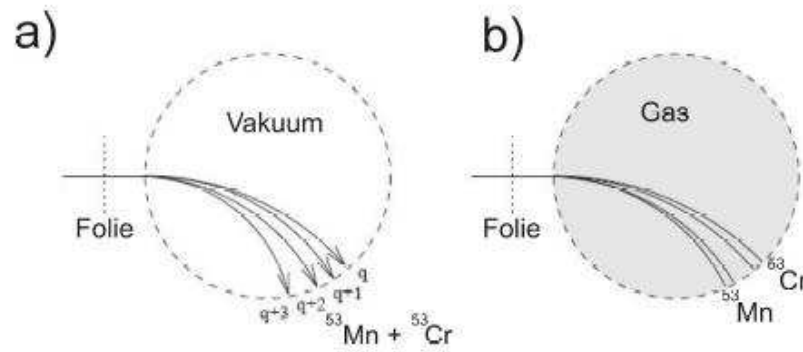 a)
Vakuum
Folie
q
q+1
q+2
q+3
53Mn + 53Cr
b)
Gas
Folie
53Cr
53Mn